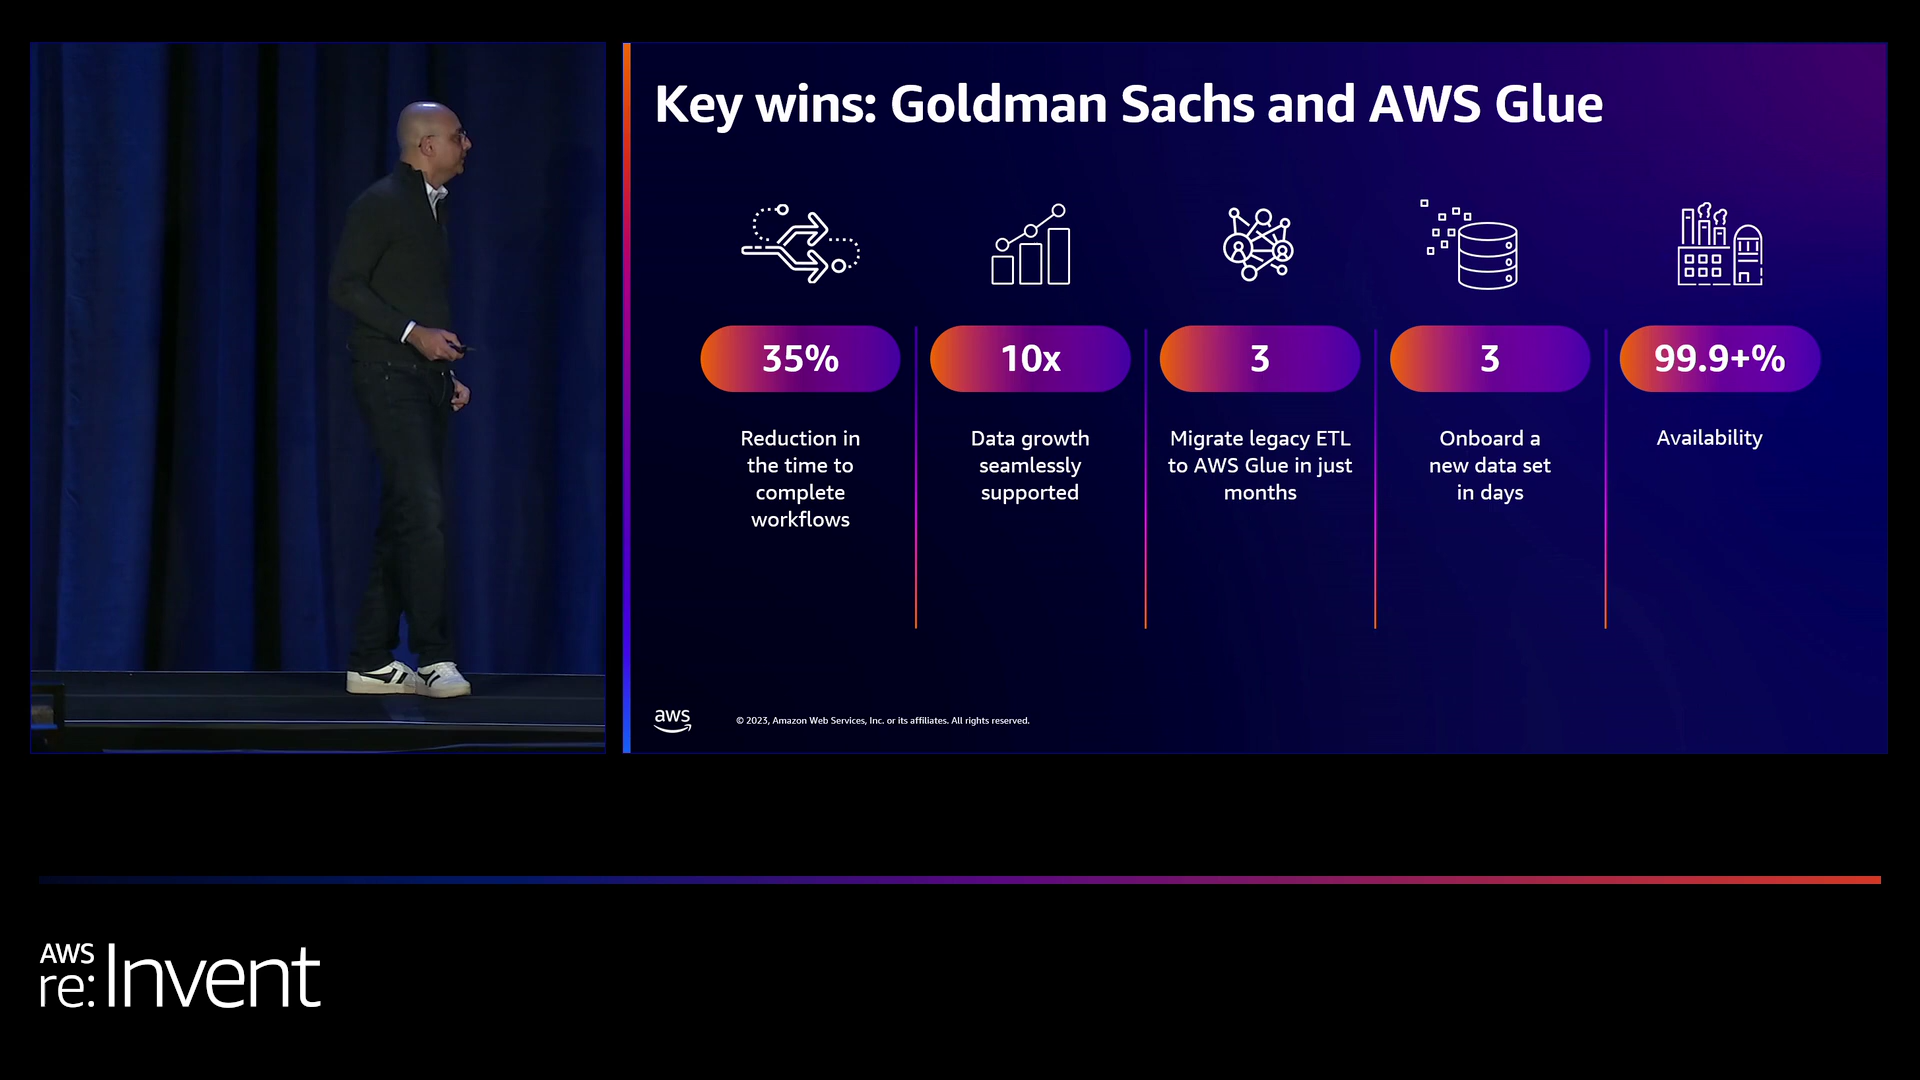 Key wins: Goldman Sachs and AWS Glue
35%
Reduction in
the time to
complete
workflows
10x
Data growth
seamlessly
supported
3
Migrate legacy ETL
to AWS Glue in just
months
3
Onboard a
new data set
in days
99.9+%
Availability
aws
© 2023, Amazon Web Services, Inc. or its affiliates. All rights reserved.
AWS
re:Invent